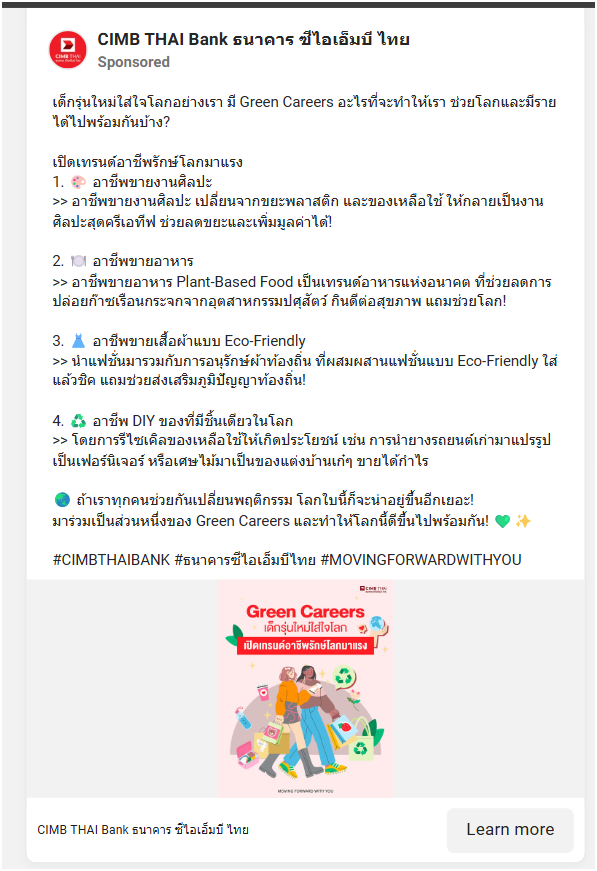 CIMB THAI Bank ธนาคาร ซีไอเอ็มบี ไทย
Sponsored
เด็กรุ่นใหม่ใส่ใจโลกอย่างเรา มี Green Careers อะไรที่จะทำให้เรา ช่วยโลกและมีราย
ได้ไปพร้อมกันบ้าง?
เปิดเทรนด์อาชีพรักษ์โลกมาแรง
1. 🎨 อาชีพขายงานศิลปะ
>> อาชีพขายงานศิลปะ เปลี่ยนจากขยะพลาสติก และของเหลือใช้ ให้กลายเป็นงาน
ศิลปะสุดครีเอทีฟ ช่วยลดขยะและเพิ่มมูลค่าได้!
2. 🍽️ อาชีพขายอาหาร
>> อาชีพขายอาหาร Plant-Based Food เป็นเทรนด์อาหารแห่งอนาคต ที่ช่วยลดการ
ปล่อยก๊าซเรือนกระจกจากอุตสาหกรรมปศุสัตว์ กินดีต่อสุขภาพ แถมช่วยโลก!
3. 👗 อาชีพขายเสื้อผ้าแบบ Eco-Friendly
>> นำแฟชั่นมารวมกับการอนุรักษ์ผ้าท้องถิ่น ที่ผสมผสานแฟชั่นแบบ Eco-Friendly ใส่
แล้วชิค แถมช่วยส่งเสริมภูมิปัญญาท้องถิ่น!
4. ♻️ อาชีพ DIY ของที่มีชิ้นเดียวในโลก
>> โดยการรีไซเคิลของเหลือใช้ให้เกิดประโยชน์ เช่น การนำยางรถยนต์เก่ามาแปรรูป
เป็นเฟอร์นิเจอร์ หรือเศษไม้มาเป็นของแต่งบ้านเก๋ๆ ขายได้กำไร
🌏 ถ้าเราทุกคนช่วยกันเปลี่ยนพฤติกรรม โลกใบนี้ก็จะน่าอยู่ขึ้นอีกเยอะ!
มาร่วมเป็นส่วนหนึ่งของ Green Careers และทำให้โลกนี้ดีขึ้นไปพร้อมกัน! 💚 ✨
#CIMBTHAIBANK #ธนาคารซีไอเอ็มบีไทย #MOVINGFORWARDWITHYOU
CIMB THAI
Green Careers
เด็กรุ่นใหม่ใส่ใจโลก
เปิดเทรนด์อาชีพรักษ์โลกมาแรง
MOVING FORWARD WITH YOU
CIMB THAI Bank ธนาคาร ซีไอเอ็มบี ไทย
Learn more